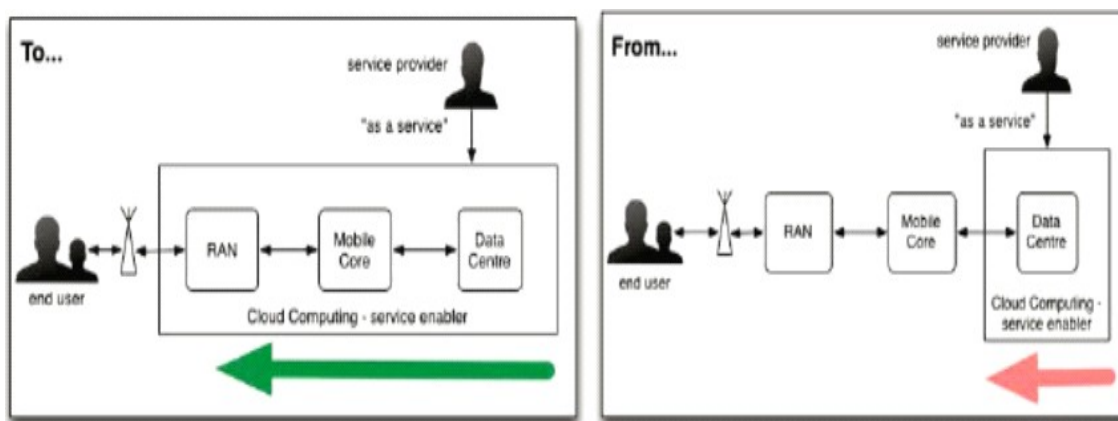 To...
service provider
"as a service"
RAN
Mobile
Core
Data
Centre
end user
Cloud Computing - service enabler
From...
service provider
"as a service"
RAN
Mobile
Core
Data
Centre
end user
Cloud Computing -
service enabler